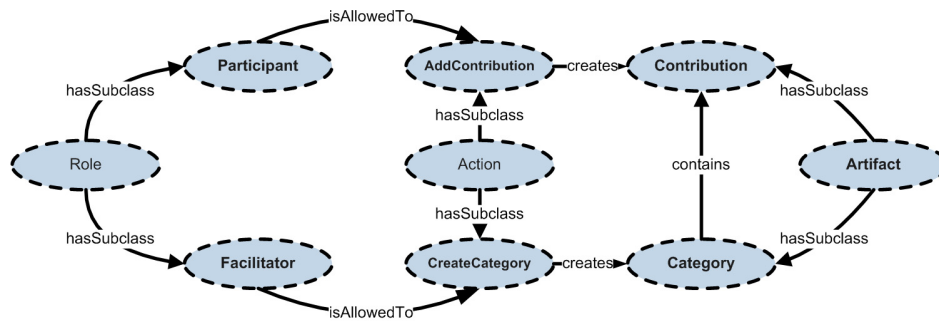 isAllowedTo
Participant
AddContribution
creates
Contribution
hasSubclass
hasSubclass
hasSubclass
Role
Action
contains
Artifact
hasSubclass
hasSubclass
hasSubclass
Facilitator
CreateCategory
creates
Category
isAllowedTo